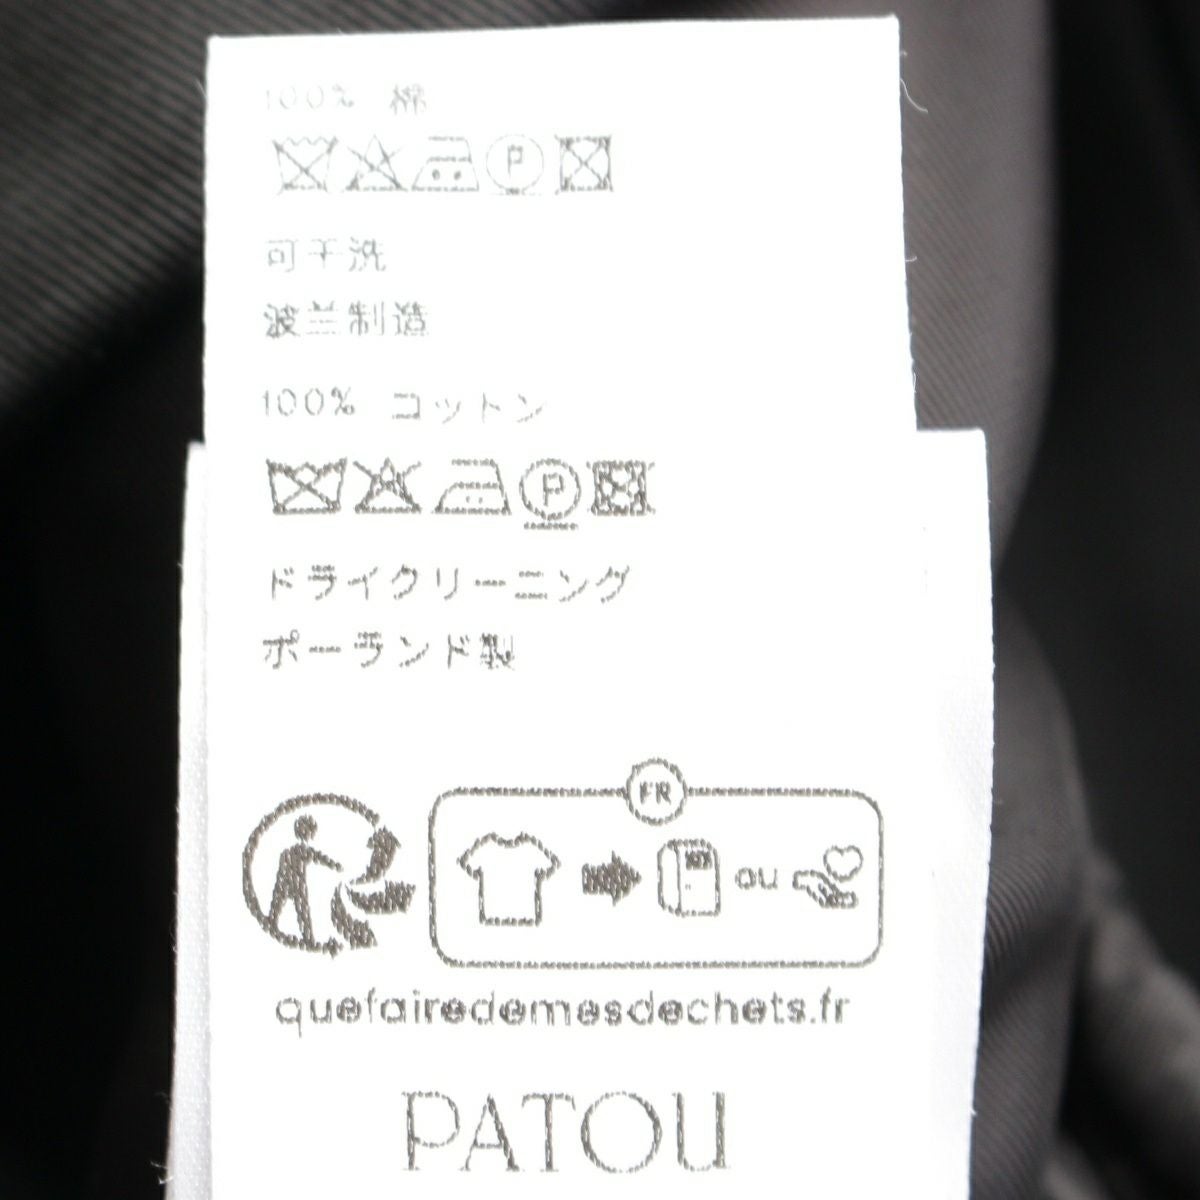 100% 棉
P
可干洗
波兰制造
100% コットン
P
ドライクリーニング
ポーランド製
FR
ou
quefairedemesdechets.fr
PATOU